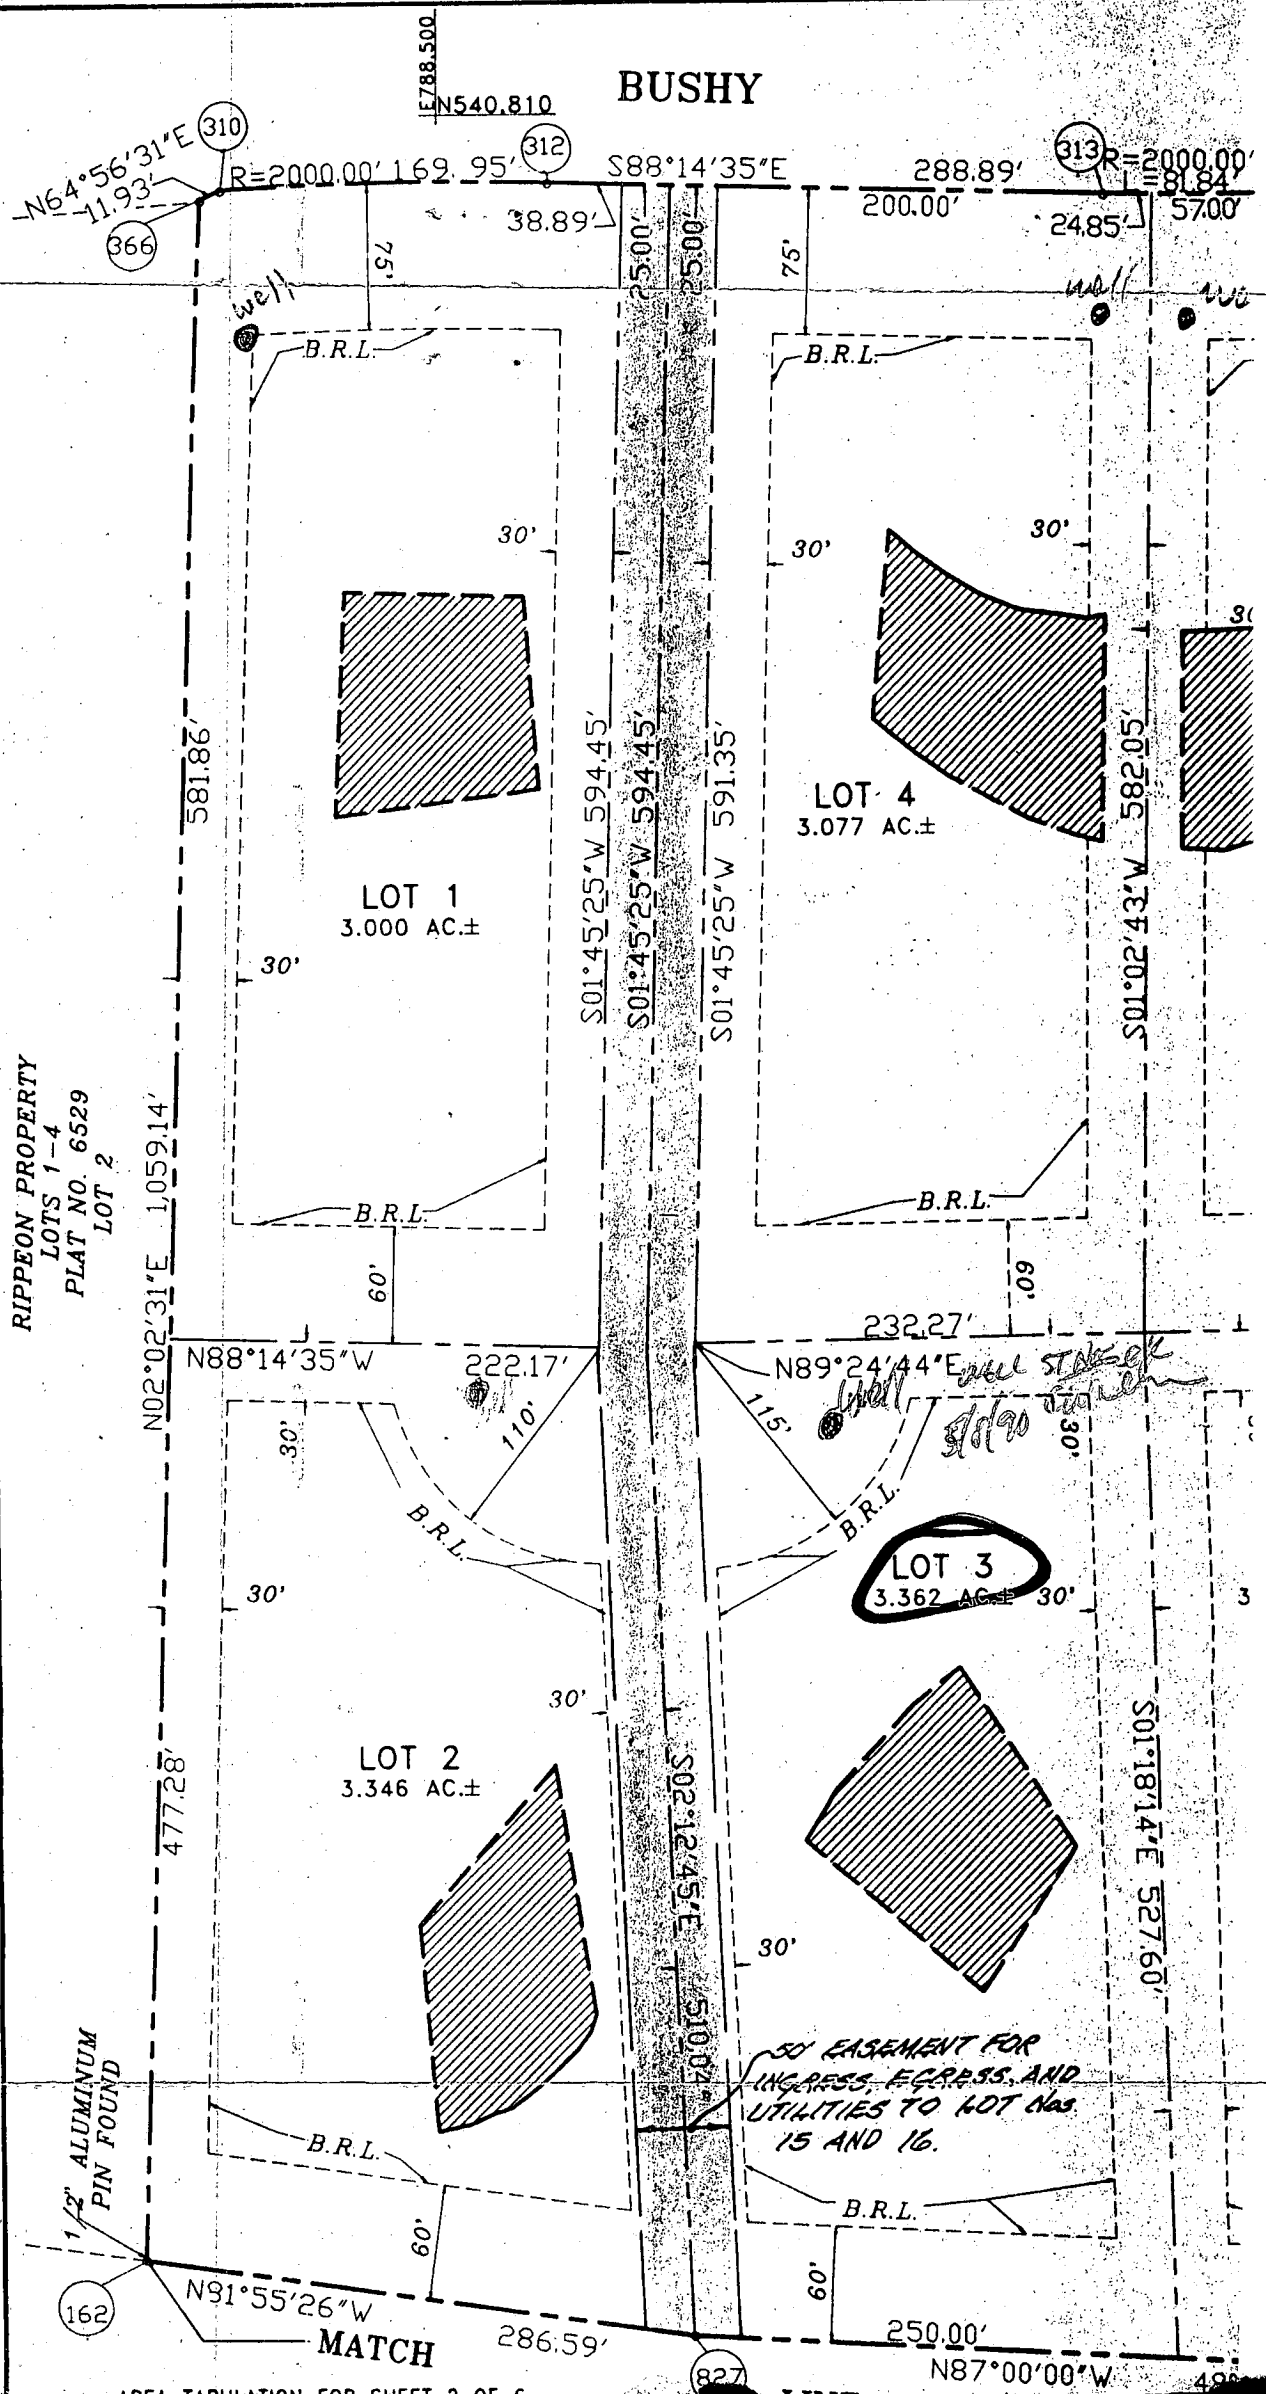 E788.500
N540.810
BUSHY
310
312
313
N64°56'31"E
11.93'
366
R=2000.00' 169.95'
S88°14'35"E
288.89'
R=2000.00'
L=81.84'
38.89'
200.00'
24.85'
57.00'
75'
25.00'
25.00'
75'
well
well
B.R.L.
B.R.L.
30'
30'
30'
581.86'
S01°45'25"W 594.45'
S01°45'25"W 594.45'
S01°45'25"W 591.35'
LOT 4
3.077 AC.±
S01°02'43"W 582.05'
LOT 1
3.000 AC.±
30'
RIPPEON PROPERTY
LOTS 1-4
PLAT NO. 6529
LOT 2
N02°02'31"E 1,059.14'
B.R.L.
B.R.L.
60'
60'
N88°14'35"W
222.17'
232.27'
N89°24'44"E
well
5/8/90
30'
110'
115'
30'
B.R.L.
B.R.L.
LOT 3
3.362 AC.±
30'
30'
30'
LOT 2
3.346 AC.±
477.28'
S02°12'45"E 510.04'
S01°18'14"E 527.60'
30'
50' EASEMENT FOR
INGRESS, EGRESS, AND
UTILITIES TO LOT Nos.
15 AND 16.
1/2" ALUMINUM
PIN FOUND
B.R.L.
B.R.L.
60'
60'
162
N81°55'26"W
MATCH
286.59'
827
250.00'
N87°00'00"W